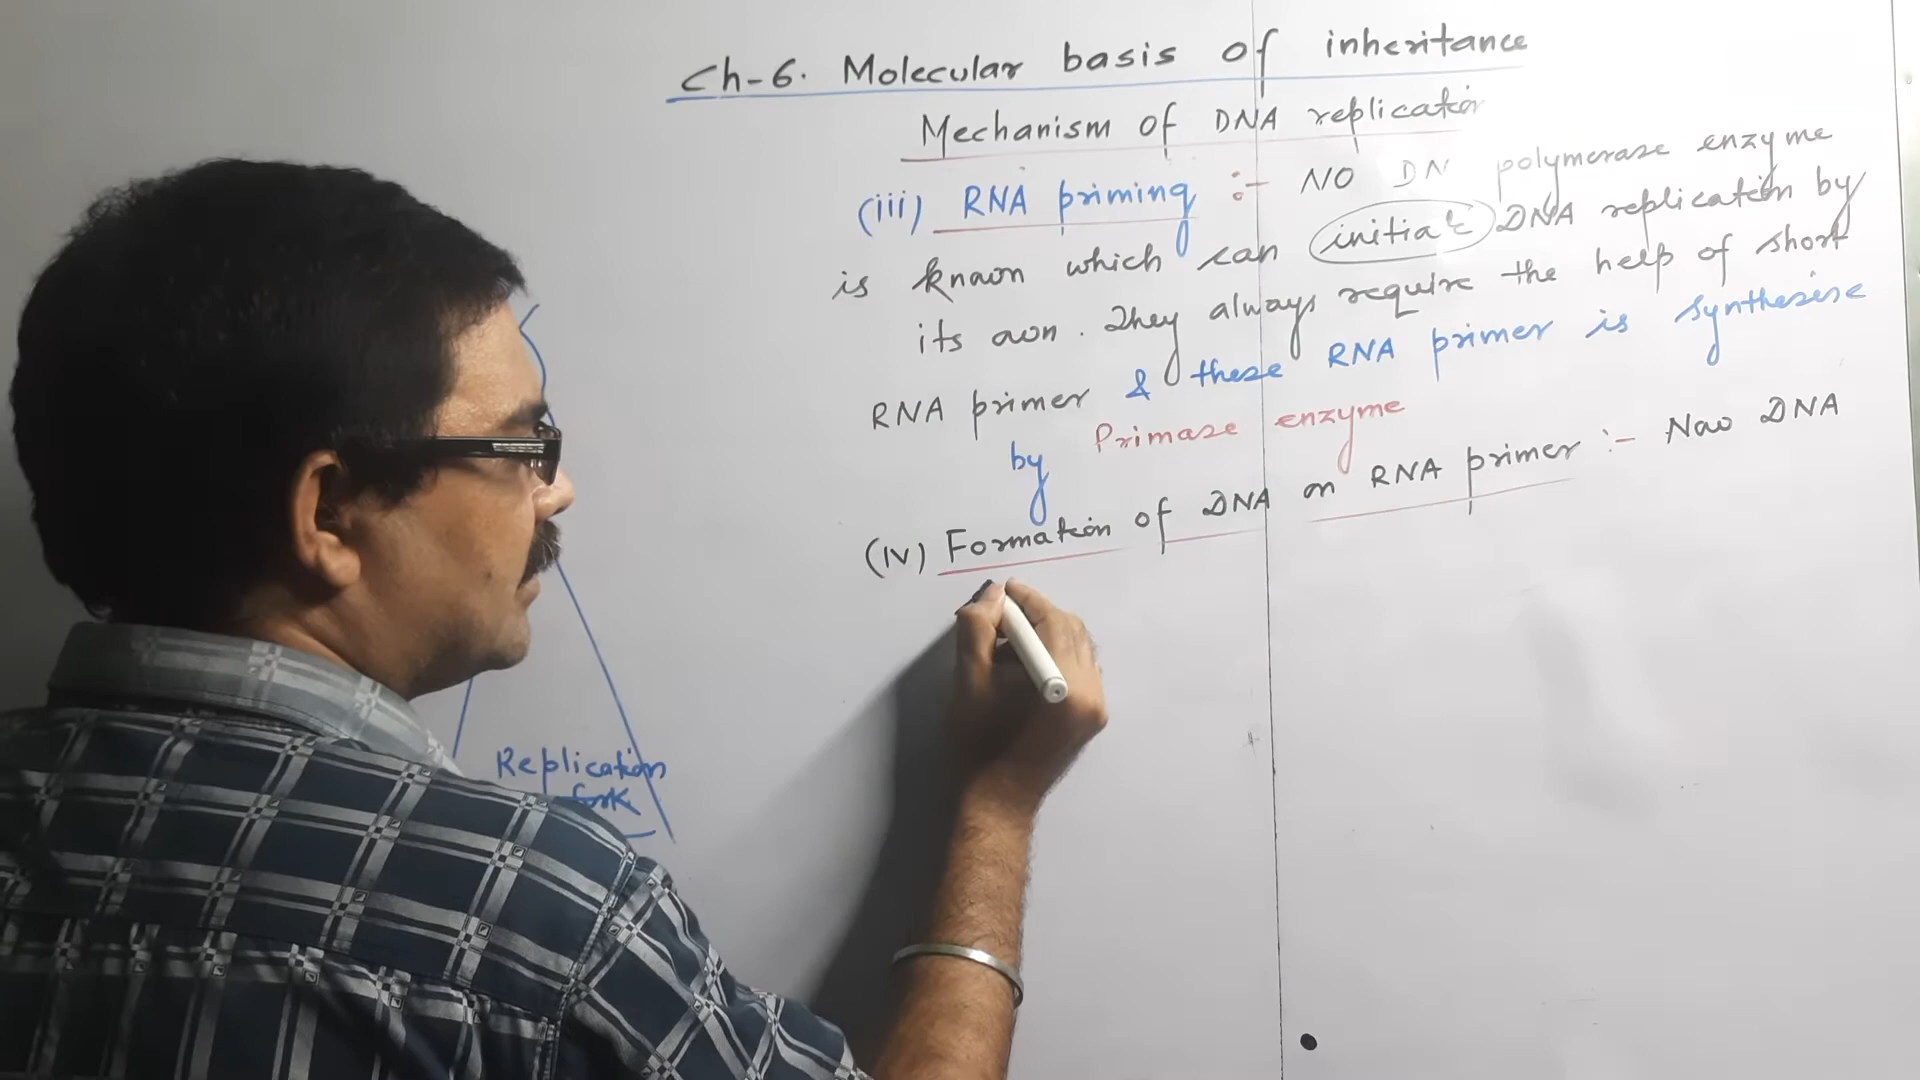 Ch-6. Molecular basis of inheritance
Mechanism of DNA replication
(iii) RNA priming :- NO DN polymerase enzyme
is known which can initiate DNA replication by
its own. They always require the help of short
RNA primer & these RNA primer is synthesise
by Primase enzyme
(iv) Formation of DNA on RNA primer :- Now DNA
Replication
fork